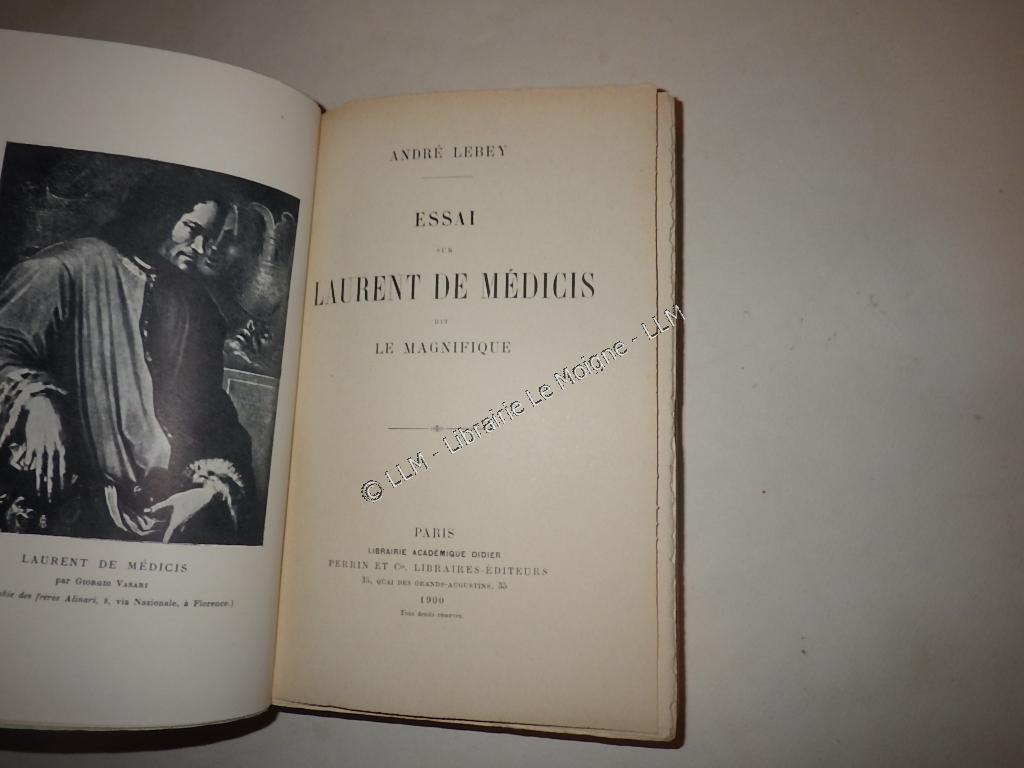 LAURENT DE MÉDICIS
par GIORGIO VASARI
des frères Alinari, 8, via Nazionale, à Florence.)
ANDRÉ LEBEY
ESSAI
SUR
LAURENT DE MÉDICIS
DIT
LE MAGNIFIQUE
© LLM - Librairie Le Moigne - LLM
PARIS
LIBRAIRIE ACADÉMIQUE DIDIER
PERRIN ET Cie, LIBRAIRES-ÉDITEURS
35, QUAI DES GRANDS-AUGUSTINS, 35
1900
Tous droits réservés.